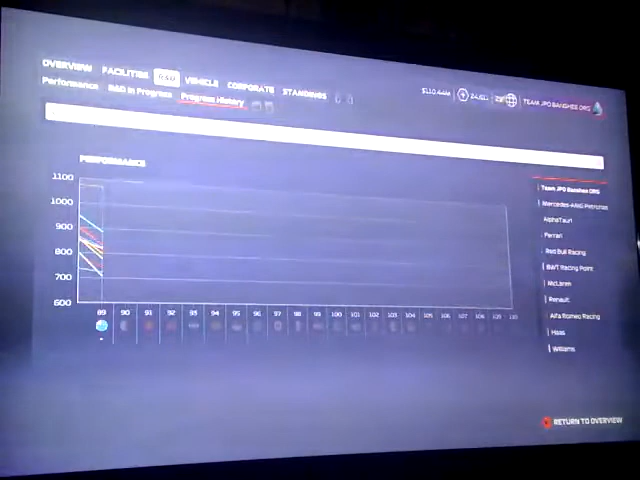 OVERVIEW FACILITIES R&D VEHICLE CORPORATE STANDINGS
Performance R&D In Progress Progress History
$110.44M TEAM JPO BANSHEE ORG
PERFORMANCE
1100
1000
900
800
700
600
89 90 91 92 93 94 95 96 97 98 99 100 101 102 103 104 105 106 107 108 109 110
Team JPO Banshee ORG
Mercedes-AMG Petronas
AlphaTauri
Ferrari
Red Bull Racing
BWT Racing Point
McLaren
Renault
Alfa Romeo Racing
Haas
Williams
RETURN TO OVERVIEW